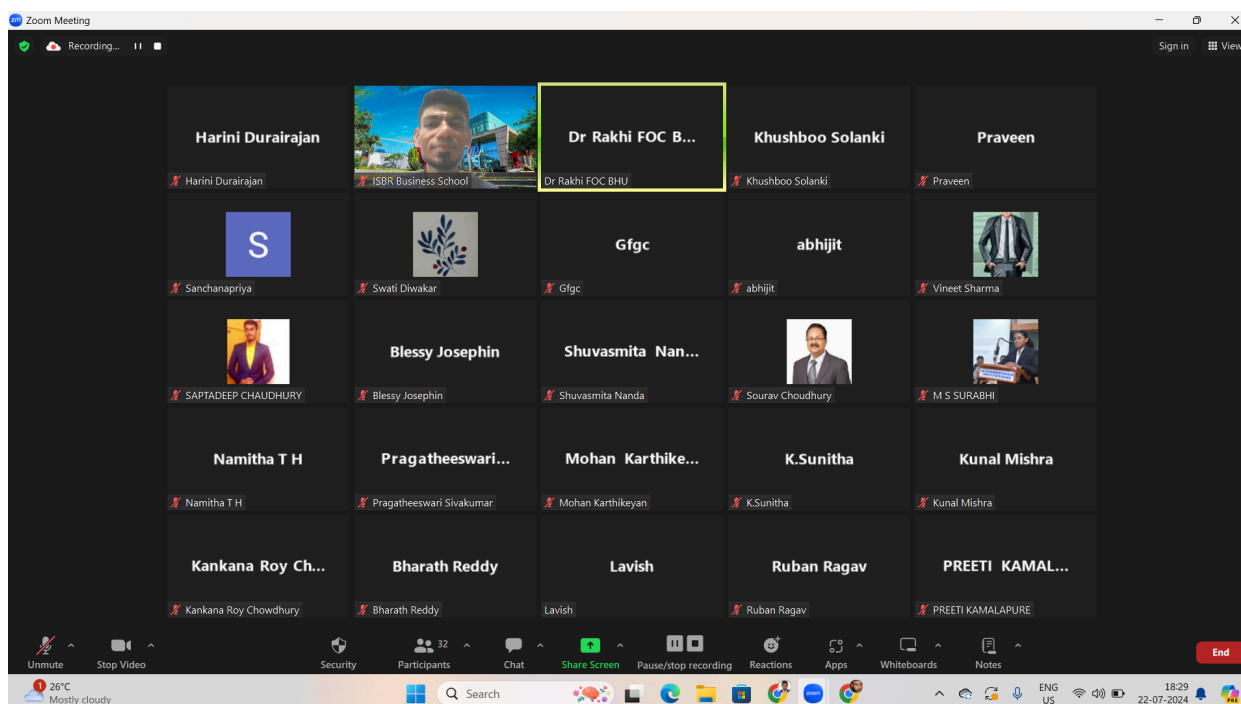 zm Zoom Meeting
Recording...
Sign in View
Harini Durairajan
Harini Durairajan
ISBR Business School
Dr Rakhi FOC B...
Dr Rakhi FOC BHU
Khushboo Solanki
Khushboo Solanki
Praveen
Praveen
S
Sanchanapriya
Swati Diwakar
Gfgc
Gfgc
abhijit
abhijit
Vineet Sharma
SAPTADEEP CHAUDHURY
Blessy Josephin
Blessy Josephin
Shuvasmita Nan...
Shuvasmita Nanda
Sourav Choudhury
M S SURABHI
Namitha T H
Namitha T H
Pragatheeswari...
Pragatheeswari Sivakumar
Mohan Karthike...
Mohan Karthikeyan
K.Sunitha
K.Sunitha
Kunal Mishra
Kunal Mishra
Kankana Roy Ch...
Kankana Roy Chowdhury
Bharath Reddy
Bharath Reddy
Lavish
Lavish
Ruban Ragav
Ruban Ragav
PREETI KAMAL...
PREETI KAMALAPURE
32
Unmute Stop Video Security Participants Chat Share Screen Pause/stop recording Reactions Apps Whiteboards Notes End
1 26°C
Mostly cloudy
Search
zoom
ENG
US
18:29
22-07-2024
PRE